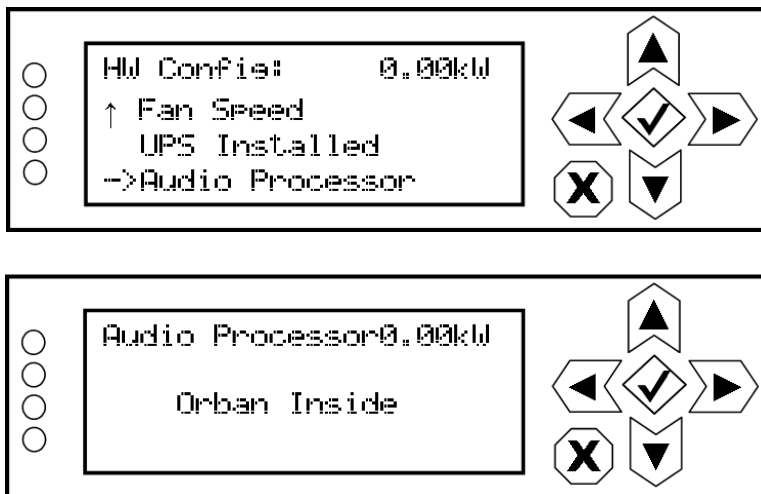 HW Config: 0.00kW
↑ Fan Speed
UPS Installed
->Audio Processor
X
Audio Processor0.00kW
Orban Inside
X